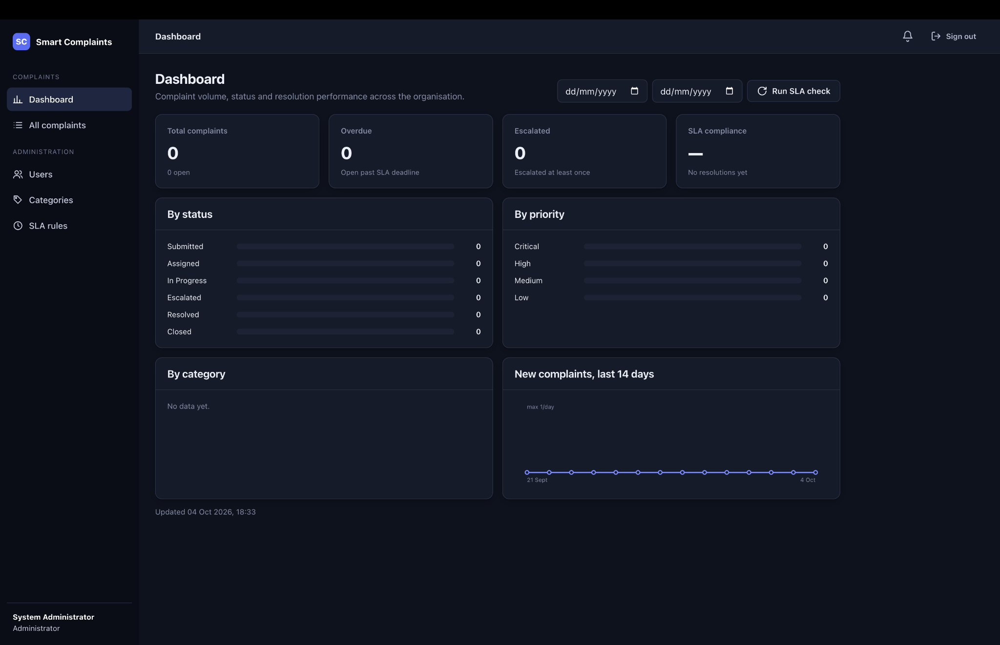 SC Smart Complaints
COMPLAINTS
Dashboard
All complaints
ADMINISTRATION
Users
Categories
SLA rules
System Administrator
Administrator
Dashboard
Sign out
Dashboard
Complaint volume, status and resolution performance across the organisation.
dd/mm/yyyy
dd/mm/yyyy
Run SLA check
Total complaints
0
0 open
Overdue
0
Open past SLA deadline
Escalated
0
Escalated at least once
SLA compliance
—
No resolutions yet
By status
Submitted 0
Assigned 0
In Progress 0
Escalated 0
Resolved 0
Closed 0
By priority
Critical 0
High 0
Medium 0
Low 0
By category
No data yet.
New complaints, last 14 days
max 1/day
21 Sept
4 Oct
Updated 04 Oct 2026, 18:33